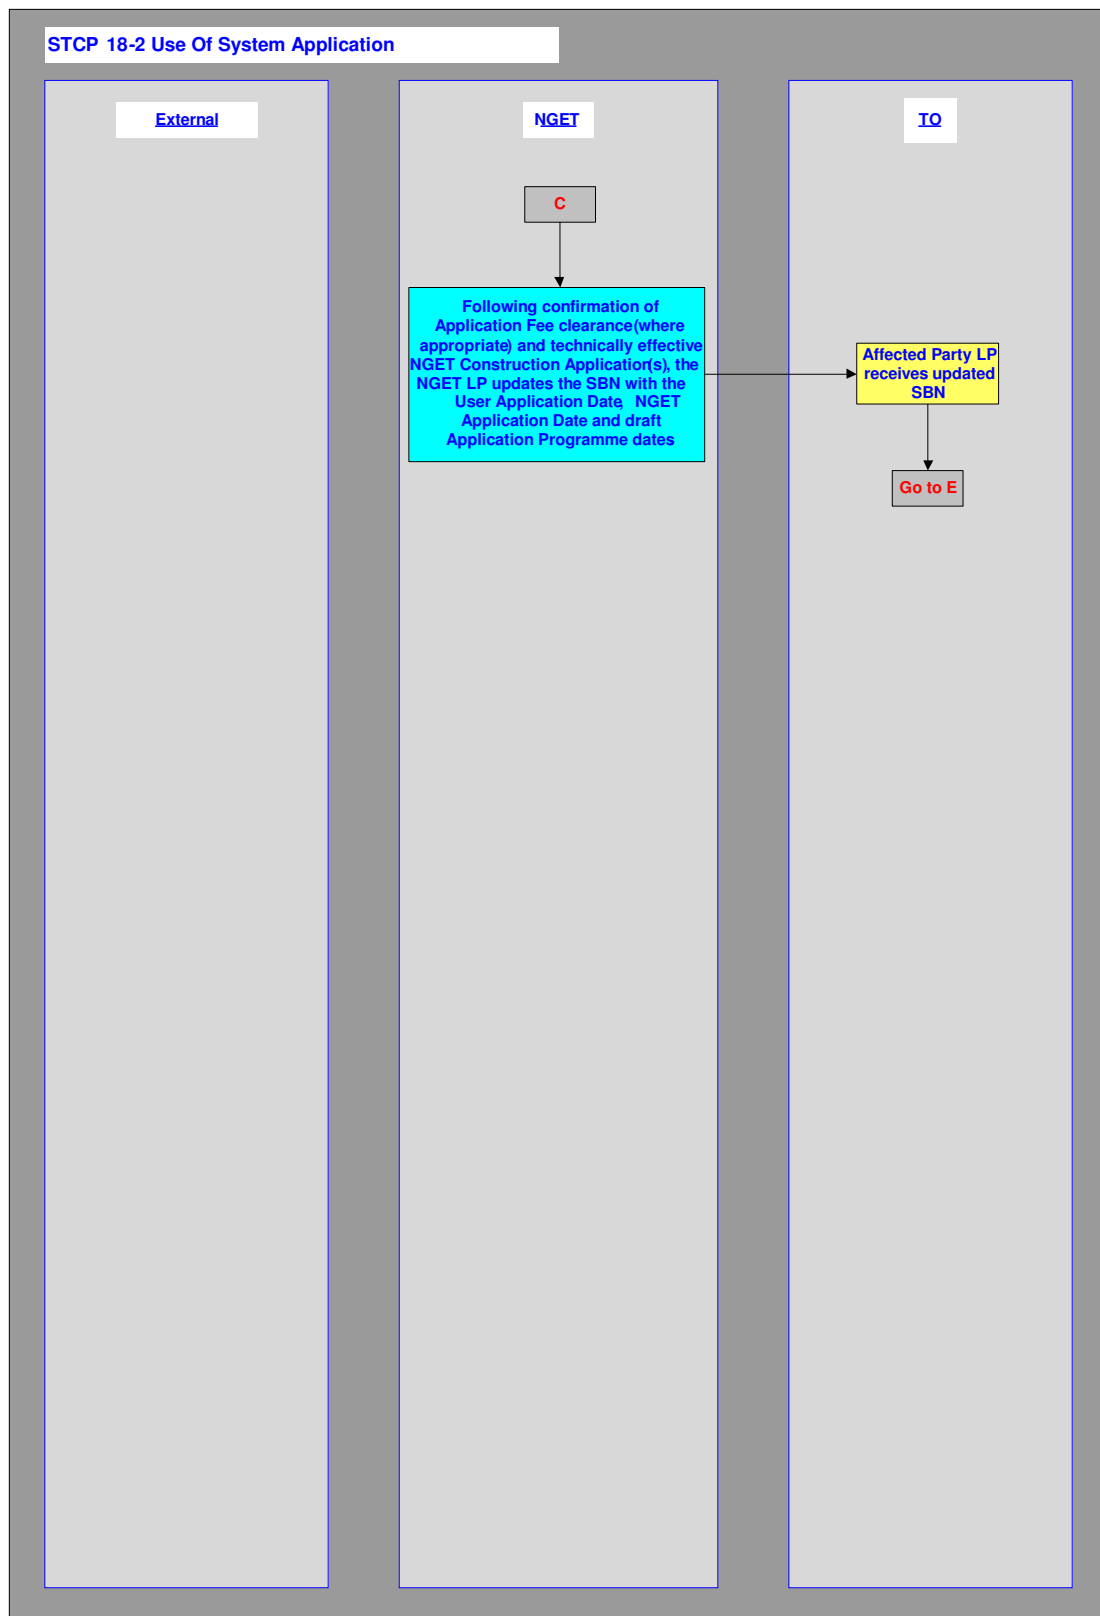 STCP 18-2 Use Of System Application
External
NGET
TO
C
Following confirmation of
Application Fee clearance (where
appropriate) and technically effective
NGET Construction Application(s), the
NGET LP updates the SBN with the
User Application Date, NGET
Application Date and draft
Application Programme dates
Affected Party LP
receives updated
SBN
Go to E